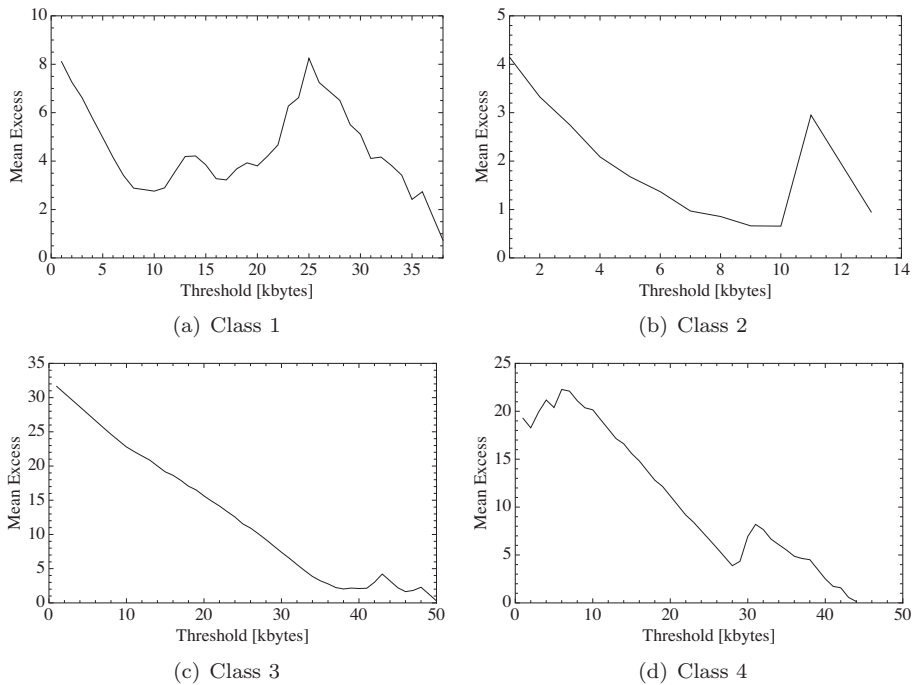 10
8
6
4
2
0
Mean Excess
0 5 10 15 20 25 30 35
Threshold [kbytes]
(a) Class 1
5
4
3
2
1
0
Mean Excess
2 4 6 8 10 12 14
Threshold [kbytes]
(b) Class 2
35
30
25
20
15
10
5
0
Mean Excess
0 10 20 30 40 50
Threshold [kbytes]
(c) Class 3
25
20
15
10
5
0
Mean Excess
0 10 20 30 40 50
Threshold [kbytes]
(d) Class 4